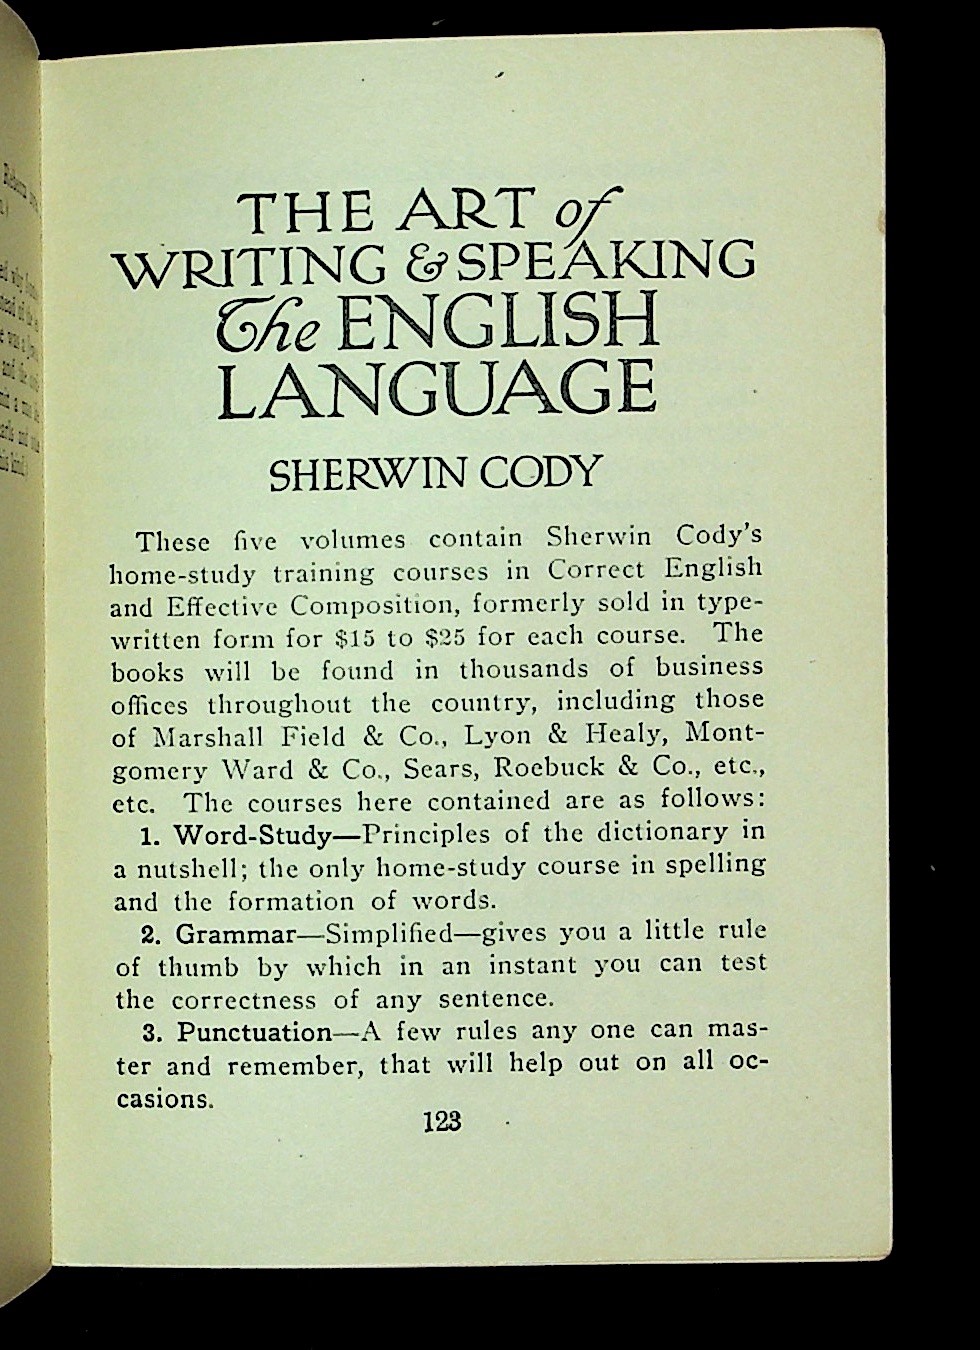 THE ART of
WRITING & SPEAKING
The ENGLISH
LANGUAGE
SHERWIN CODY
These five volumes contain Sherwin Cody's
home-study training courses in Correct English
and Effective Composition, formerly sold in type-
written form for $15 to $25 for each course. The
books will be found in thousands of business
offices throughout the country, including those
of Marshall Field & Co., Lyon & Healy, Mont-
gomery Ward & Co., Sears, Roebuck & Co., etc.,
etc. The courses here contained are as follows:
1. Word-Study—Principles of the dictionary in
a nutshell; the only home-study course in spelling
and the formation of words.
2. Grammar—Simplified—gives you a little rule
of thumb by which in an instant you can test
the correctness of any sentence.
3. Punctuation—A few rules any one can mas-
ter and remember, that will help out on all oc-
casions.
123